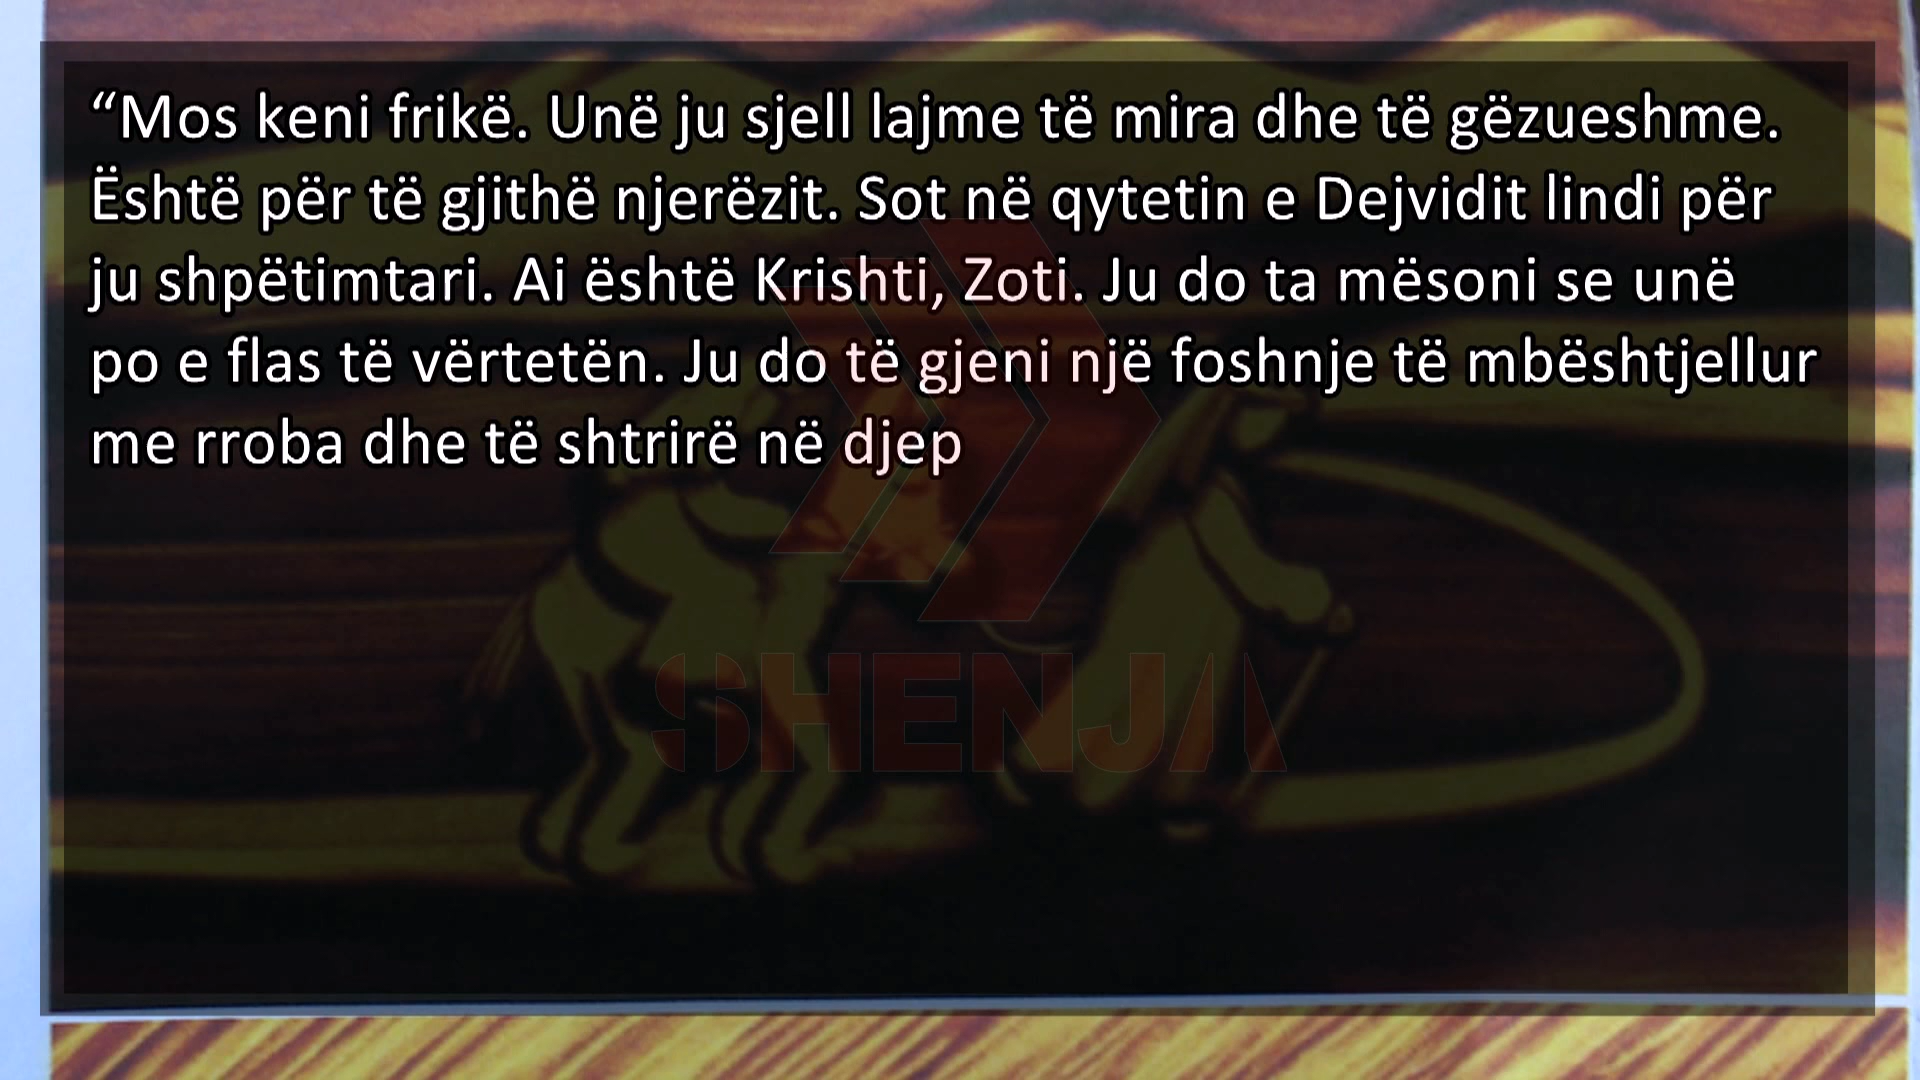 “Mos keni frikë. Unë ju sjell lajme të mira dhe të gëzueshme.
Është për të gjithë njerëzit. Sot në qytetin e Dejvidit lindi për
ju shpëtimtari. Ai është Krishti, Zoti. Ju do ta mësoni se unë
po e flas të vërtetën. Ju do të gjeni një foshnje të mbështjellur
me rroba dhe të shtrirë në djep
SHENJA